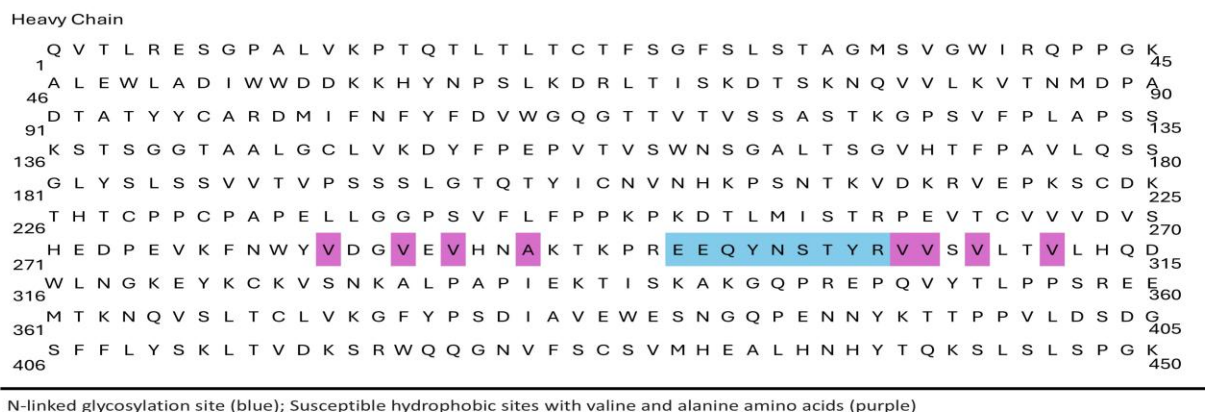 Heavy Chain
Q V T L R E S G P A L V K P T Q T L T L T C T F S G F S L S T A G M S V G W I R Q P P G K
1 45
A L E W L A D I W W D D K K H Y N P S L K D R L T I S K D T S K N Q V V L K V T N M D P A
46 90
D T A T Y Y C A R D M I F N F Y F D V W G Q G T T V T V S S A S T K G P S V F P L A P S S
91 135
K S T S G G T A A L G C L V K D Y F P E P V T V S W N S G A L T S G V H T F P A V L Q S S
136 180
G L Y S L S S V V T V P S S S L G T Q T Y I C N V N H K P S N T K V D K R V E P K S C D K
181 225
T H T C P P C P A P E L L G G P S V F L F P P K P K D T L M I S T R P E V T C V V V D V S
226 270
H E D P E V K F N W Y V D G V E V H N A K T K P R E E Q Y N S T Y R V V S V L T V L H Q D
271 315
W L N G K E Y K C K V S N K A L P A P I E K T I S K A K G Q P R E P Q V Y T L P P S R E E
316 360
M T K N Q V S L T C L V K G F Y P S D I A V E W E S N G Q P E N N Y K T T P P V L D S D G
361 405
S F F L Y S K L T V D K S R W Q Q G N V F S C S V M H E A L H N H Y T Q K S L S L S P G K
406 450
N-linked glycosylation site (blue); Susceptible hydrophobic sites with valine and alanine amino acids (purple)